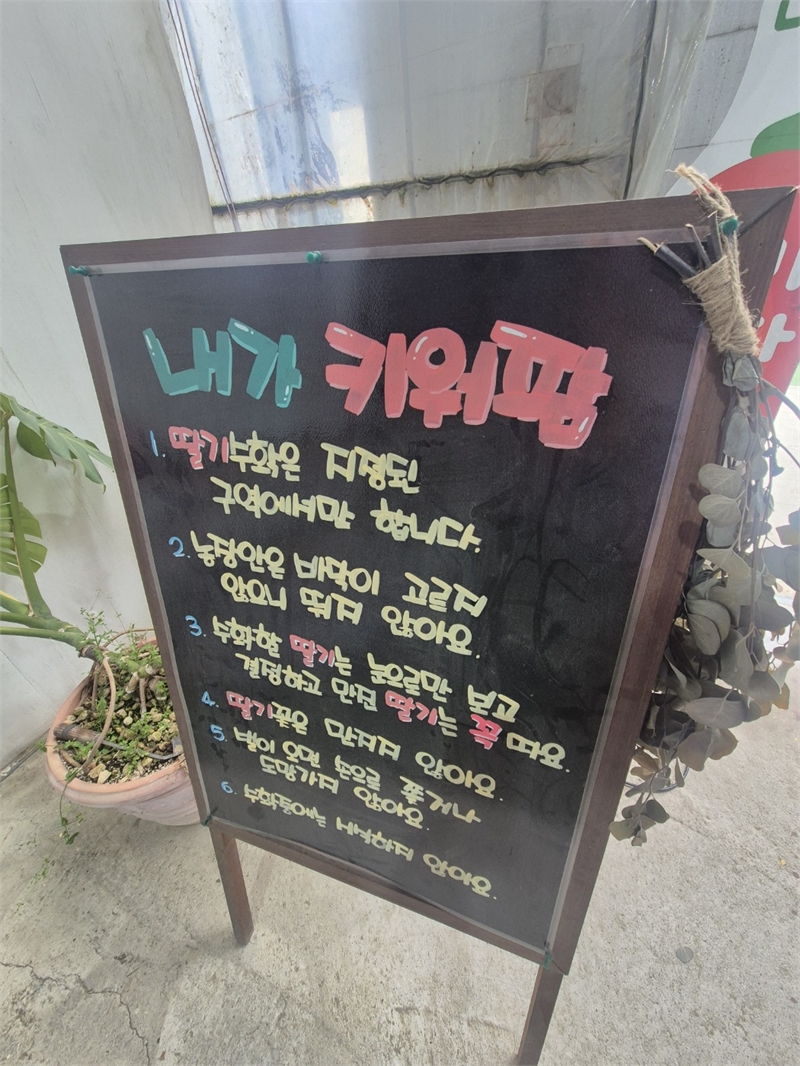 내가 키워팜
1. 딸기수확은 지정된
구역에서만 합니다.
2. 농장안은 바닥이 고르지
않으니 뛰지 않아요.
3. 수확할 딸기는 눈으로만 보고
결정하고 만진 딸기는 꼭 따요.
4. 딸기꽃은 만지지 않아요.
5. 벌이 오면 손으로 쫓거나
도망가지 않아요.
6. 수확중에는 세척하지 않아요.